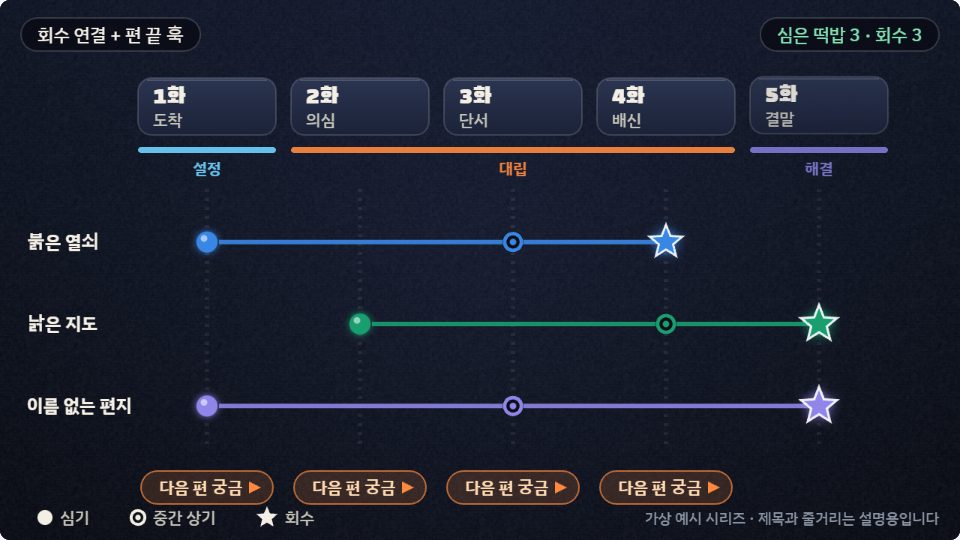 회수 연결 + 편 끝 훅
심은 떡밥 3 · 회수 3
1화
도착
2화
의심
3화
단서
4화
배신
5화
결말
설정
대립
해결
붉은 열쇠
낡은 지도
이름 없는 편지
다음 편 궁금 ▶
다음 편 궁금 ▶
다음 편 궁금 ▶
다음 편 궁금 ▶
심기
중간 상기
회수
가상 예시 시리즈 · 제목과 줄거리는 설명용입니다